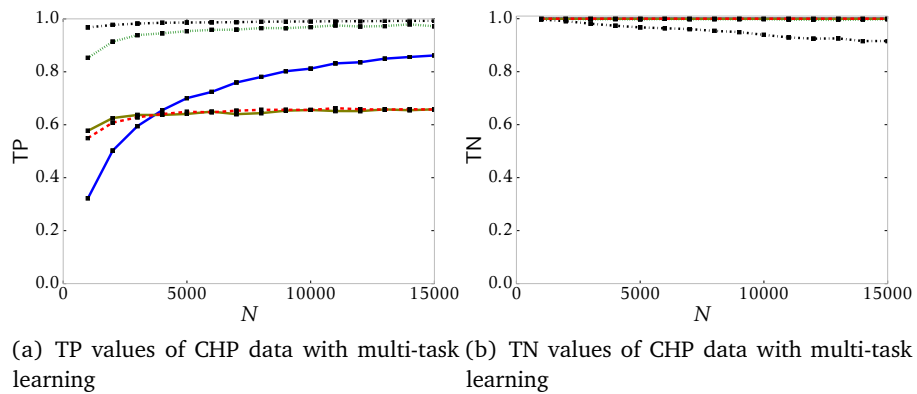 1.0
0.8
0.6
0.4
0.2
0.0
TP
0 5000 10000 15000
N
1.0
0.8
0.6
0.4
0.2
0.0
TN
0 5000 10000 15000
N
(a) TP values of CHP data with multi-task
learning
(b) TN values of CHP data with multi-task
learning